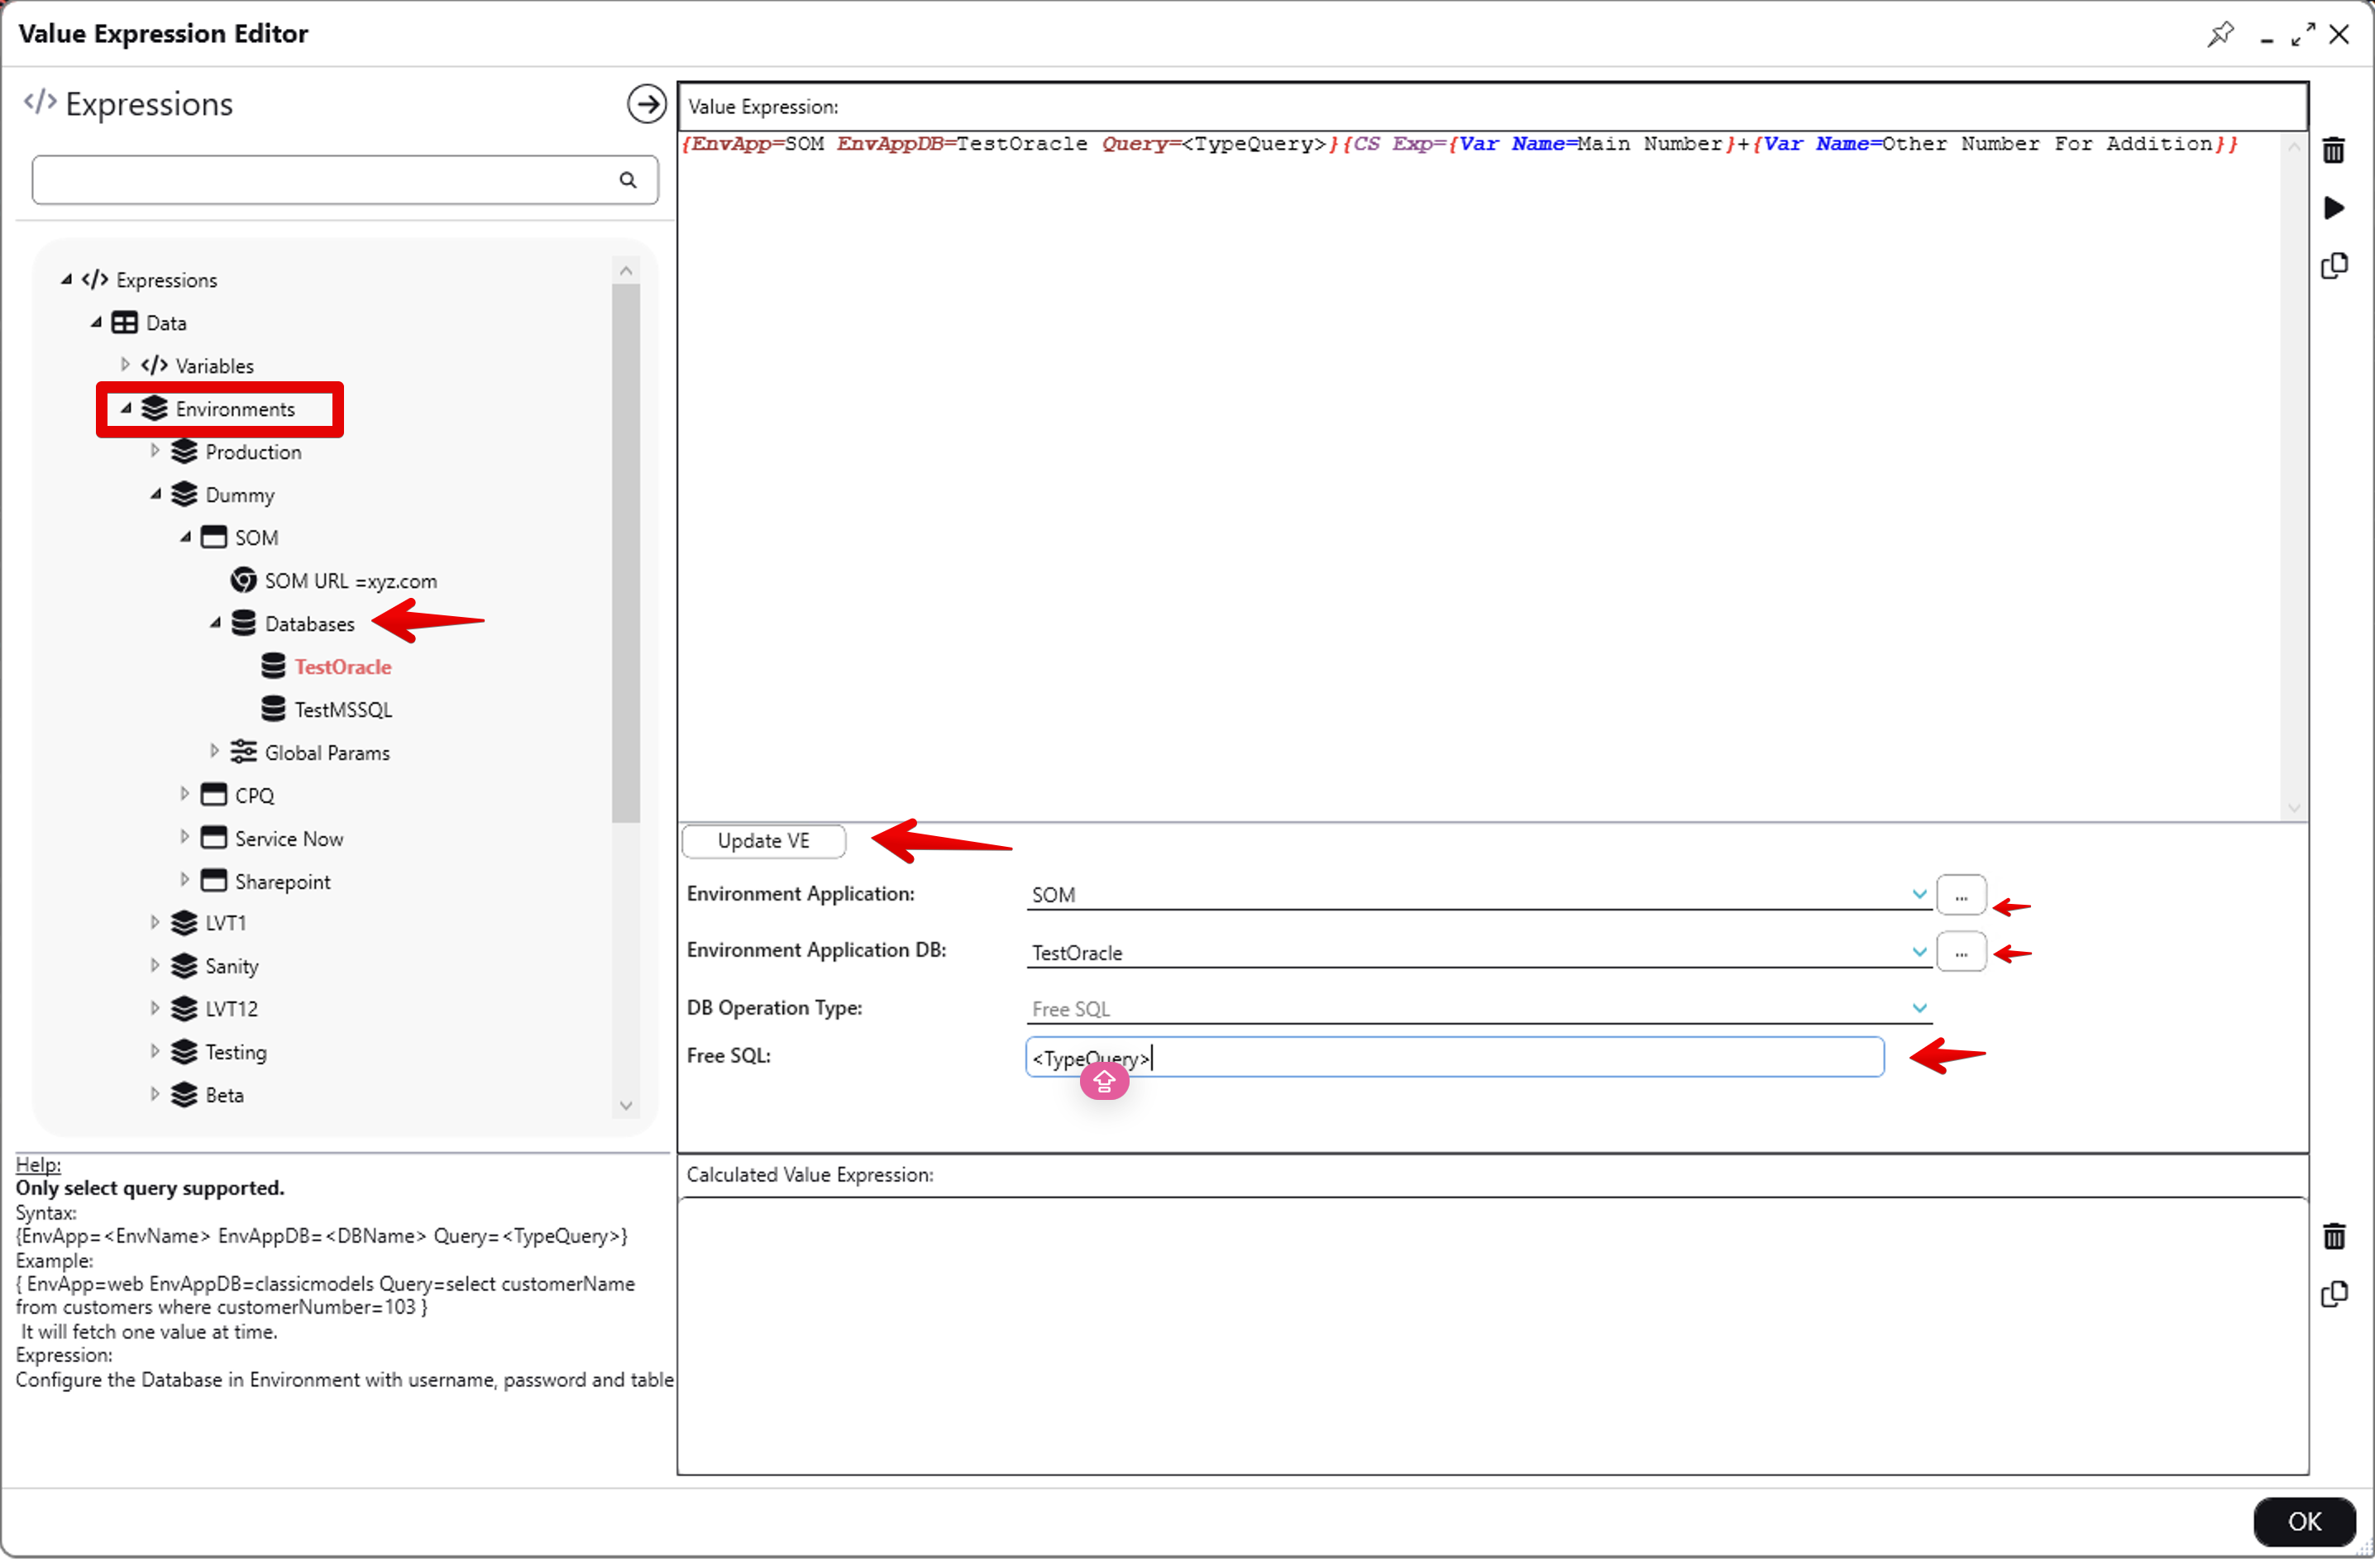 Value Expression Editor
Expressions
Expressions
Data
Variables
Environments
Production
Dummy
SOM
SOM URL =xyz.com
Databases
TestOracle
TestMSSQL
Global Params
CPQ
Service Now
Sharepoint
LVT1
Sanity
LVT12
Testing
Beta
Help:
Only select query supported.
Syntax:
{EnvApp=<EnvName> EnvAppDB=<DBName> Query=<TypeQuery>}
Example:
{ EnvApp=web EnvAppDB=classicmodels Query=select customerName
from customers where customerNumber=103 }
It will fetch one value at time.
Expression:
Configure the Database in Environment with username, password and table
Value Expression:
{EnvApp=SOM EnvAppDB=TestOracle Query=<TypeQuery>}{CS Exp={Var Name=Main Number}+{Var Name=Other Number For Addition}}
Update VE
Environment Application: SOM ...
Environment Application DB: TestOracle ...
DB Operation Type: Free SQL
Free SQL: <TypeQuery>
Calculated Value Expression:
OK